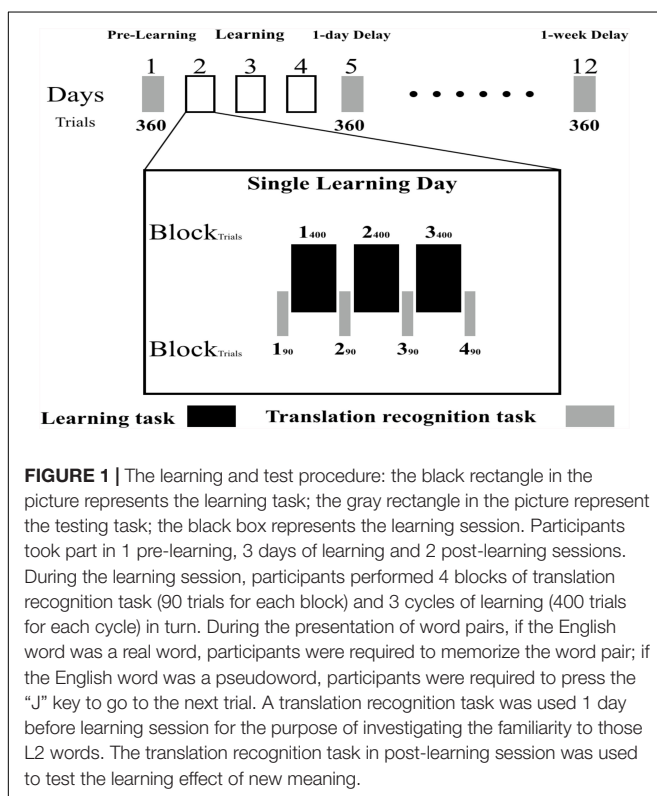 Pre-Learning Learning 1-day Delay 1-week Delay
1 2 3 4 5 12
Days
Trials
360 360 360
Single Learning Day
Block Trials 1 400 2 400 3 400
Block Trials 1 90 2 90 3 90 4 90
Learning task Translation recognition task
FIGURE 1 | The learning and test procedure: the black rectangle in the
picture represents the learning task; the gray rectangle in the picture represent
the testing task; the black box represents the learning session. Participants
took part in 1 pre-learning, 3 days of learning and 2 post-learning sessions.
During the learning session, participants performed 4 blocks of translation
recognition task (90 trials for each block) and 3 cycles of learning (400 trials
for each cycle) in turn. During the presentation of word pairs, if the English
word was a real word, participants were required to memorize the word pair; if
the English word was a pseudoword, participants were required to press the
“J” key to go to the next trial. A translation recognition task was used 1 day
before learning session for the purpose of investigating the familiarity to those
L2 words. The translation recognition task in post-learning session was used
to test the learning effect of new meaning.